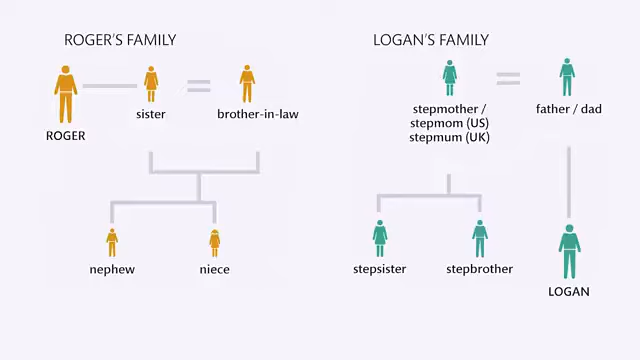 ROGER'S FAMILY
ROGER
sister
brother-in-law
nephew
niece
LOGAN'S FAMILY
stepmother /
stepmom (US)
stepmum (UK)
father / dad
stepsister
stepbrother
LOGAN